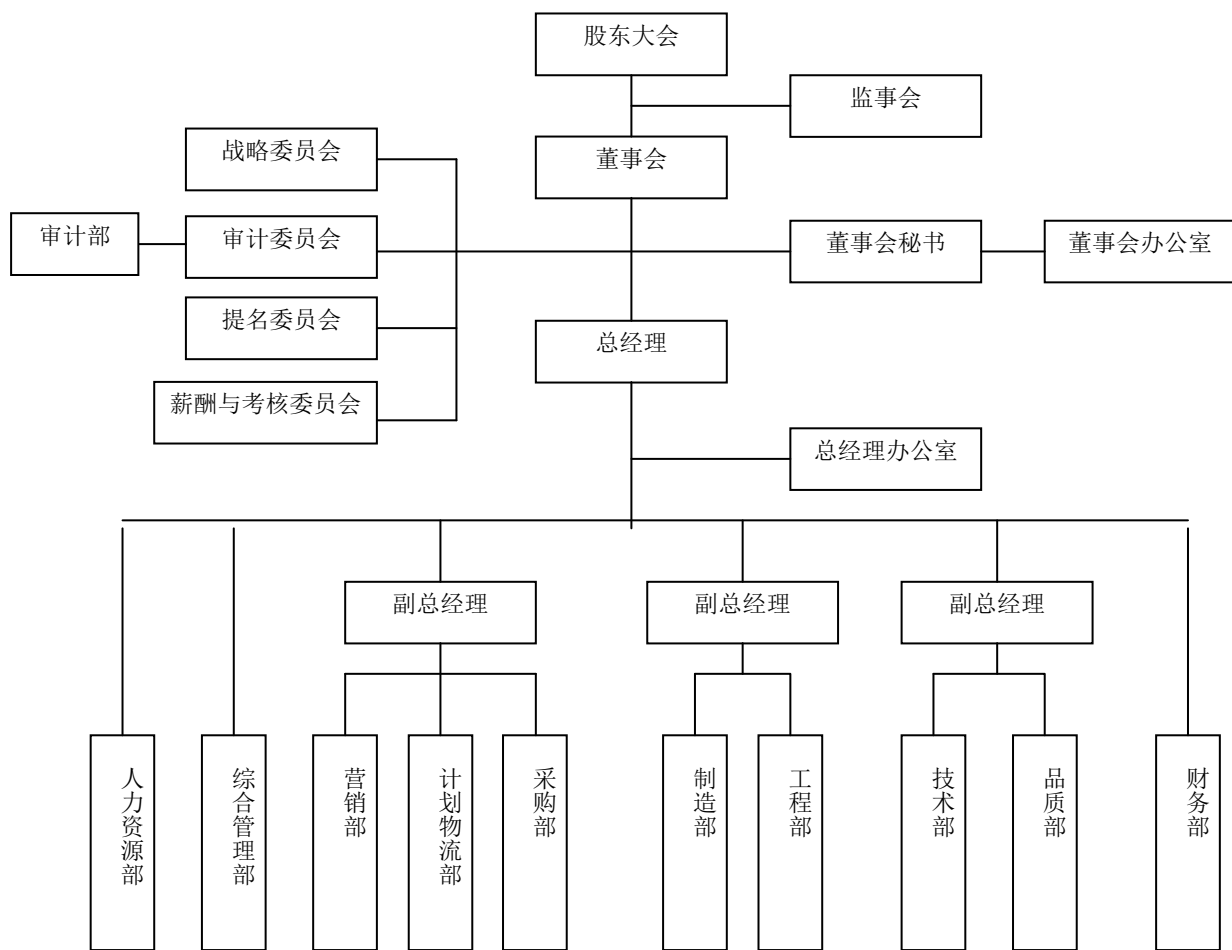 股东大会
监事会
战略委员会
董事会
审计部
审计委员会
董事会秘书
董事会办公室
提名委员会
总经理
薪酬与考核委员会
总经理办公室
副总经理
副总经理
副总经理
人力资源部
综合管理部
营销部
计划物流部
采购部
制造部
工程部
技术部
品质部
财务部